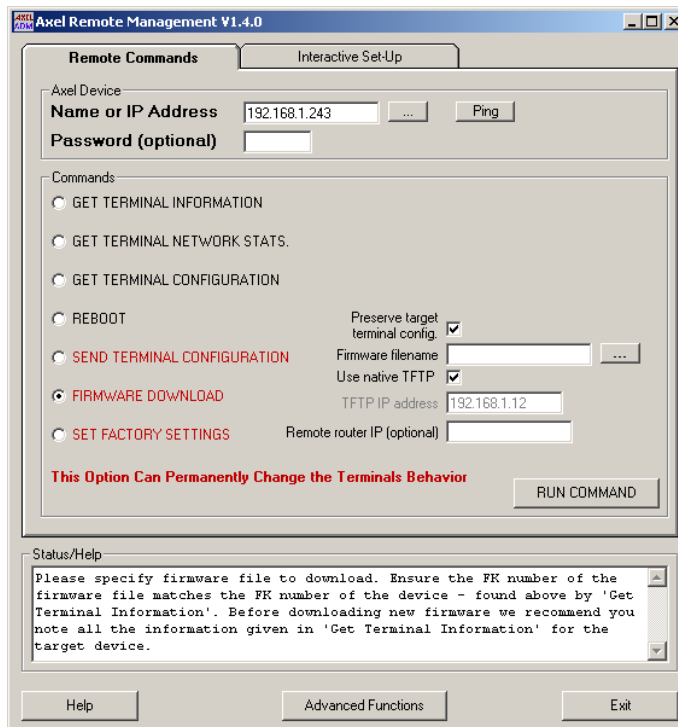 AXEL
ADM
Axel Remote Management V1.4.0
Remote Commands
Interactive Set-Up
Axel Device
Name or IP Address
192.168.1.243
...
Ping
Password (optional)
Commands
GET TERMINAL INFORMATION
GET TERMINAL NETWORK STATS.
GET TERMINAL CONFIGURATION
REBOOT
Preserve target
terminal config.
SEND TERMINAL CONFIGURATION
Firmware filename
...
Use native TFTP
FIRMWARE DOWNLOAD
TFTP IP address
192.168.1.12
SET FACTORY SETTINGS
Remote router IP (optional)
This Option Can Permanently Change the Terminals Behavior
RUN COMMAND
Status/Help
Please specify firmware file to download. Ensure the FK number of the
firmware file matches the FK number of the device - found above by 'Get
Terminal Information'. Before downloading new firmware we recommend you
note all the information given in 'Get Terminal Information' for the
target device.
Help
Advanced Functions
Exit